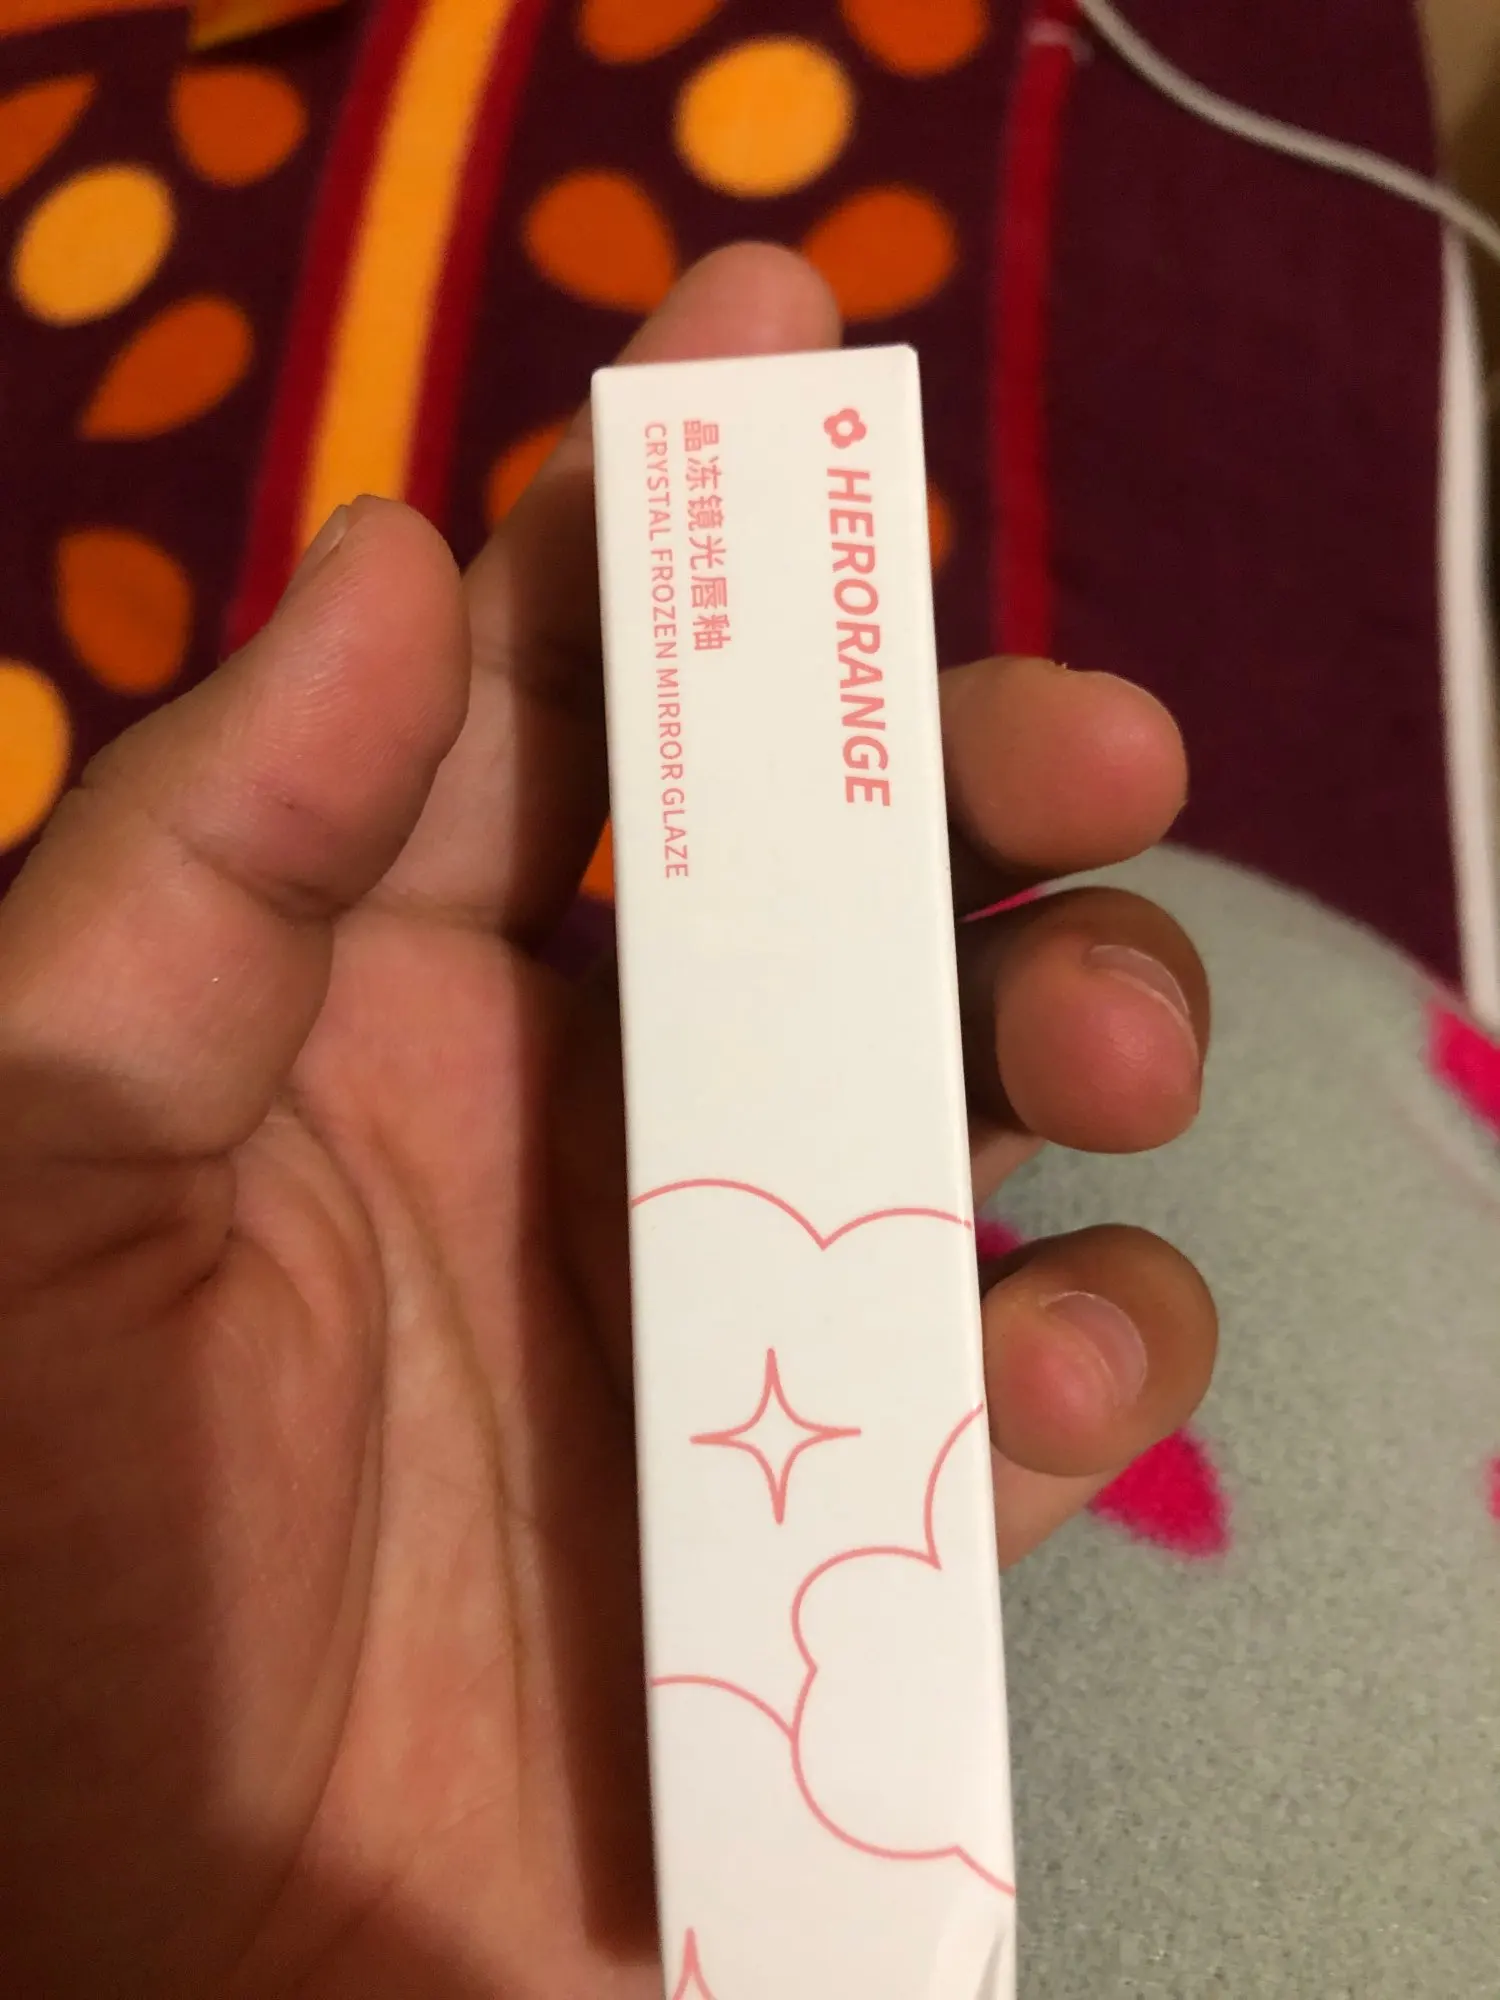 HERORANGE
晶冻镜光唇釉
CRYSTAL FROZEN MIRROR GLAZE